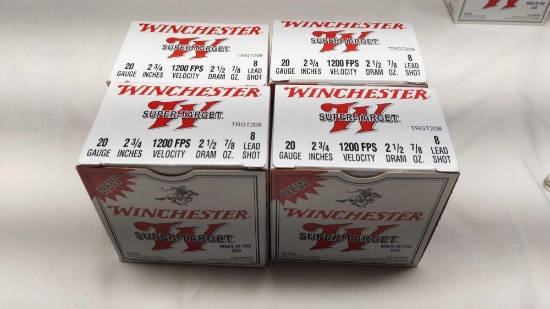 WINCHESTER
W
SUPER-TARGET
TRGT208
20 GAUGE 2 3/4 INCHES 1200 FPS VELOCITY 2 1/2 DRAM 7/8 OZ. 8 LEAD SHOT
WINCHESTER
W
SUPER-TARGET
TRGT208
20 GAUGE 2 3/4 INCHES 1200 FPS VELOCITY 2 1/2 DRAM 7/8 OZ. 8 LEAD SHOT
WINCHESTER
W
SUPER-TARGET
TRGT208
20 2 3/4 1200 FPS 2 1/2 7/8 8
GAUGE INCHES VELOCITY DRAM OZ. LEAD
SHOT
NEW
WINCHESTER
SUPER-TARGET
MADE IN THE
USA
WINCHESTER
W
SUPER-TARGET
TRGT208
20 2 3/4 1200 FPS 2 1/2 7/8 8
GAUGE INCHES VELOCITY DRAM OZ. LEAD
SHOT
NEW
WINCHESTER
SUPER-TARGET
MADE IN THE
USA